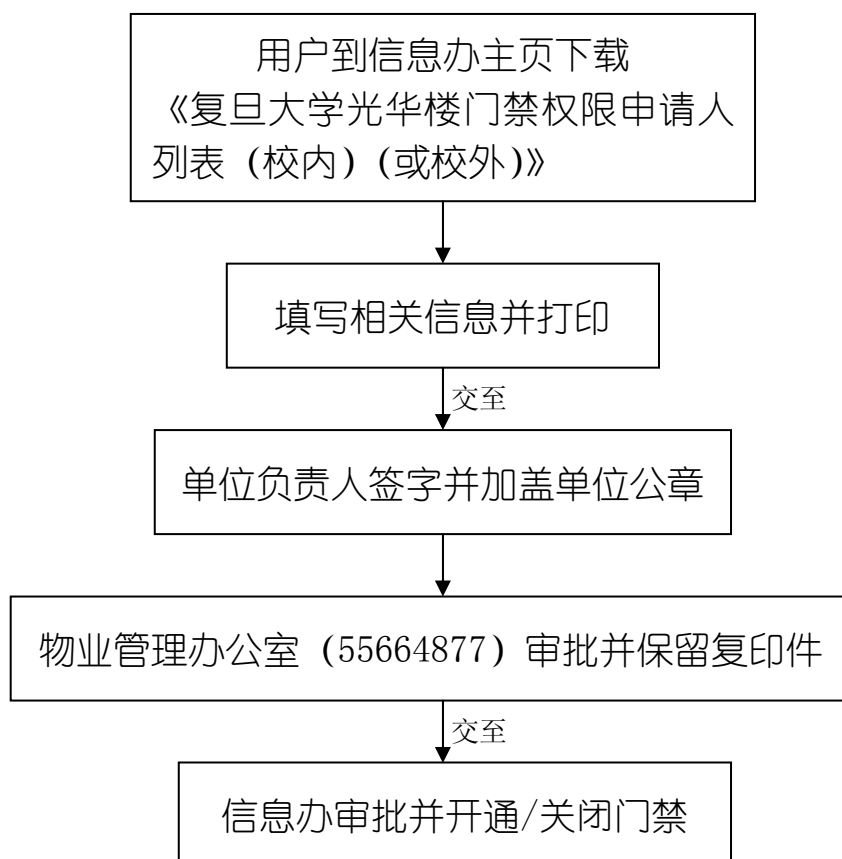 用户到信息办主页下载
《复旦大学光华楼门禁权限申请人
列表（校内）(或校外)》
填写相关信息并打印
交至
单位负责人签字并加盖单位公章
物业管理办公室（55664877）审批并保留复印件
交至
信息办审批并开通/关闭门禁